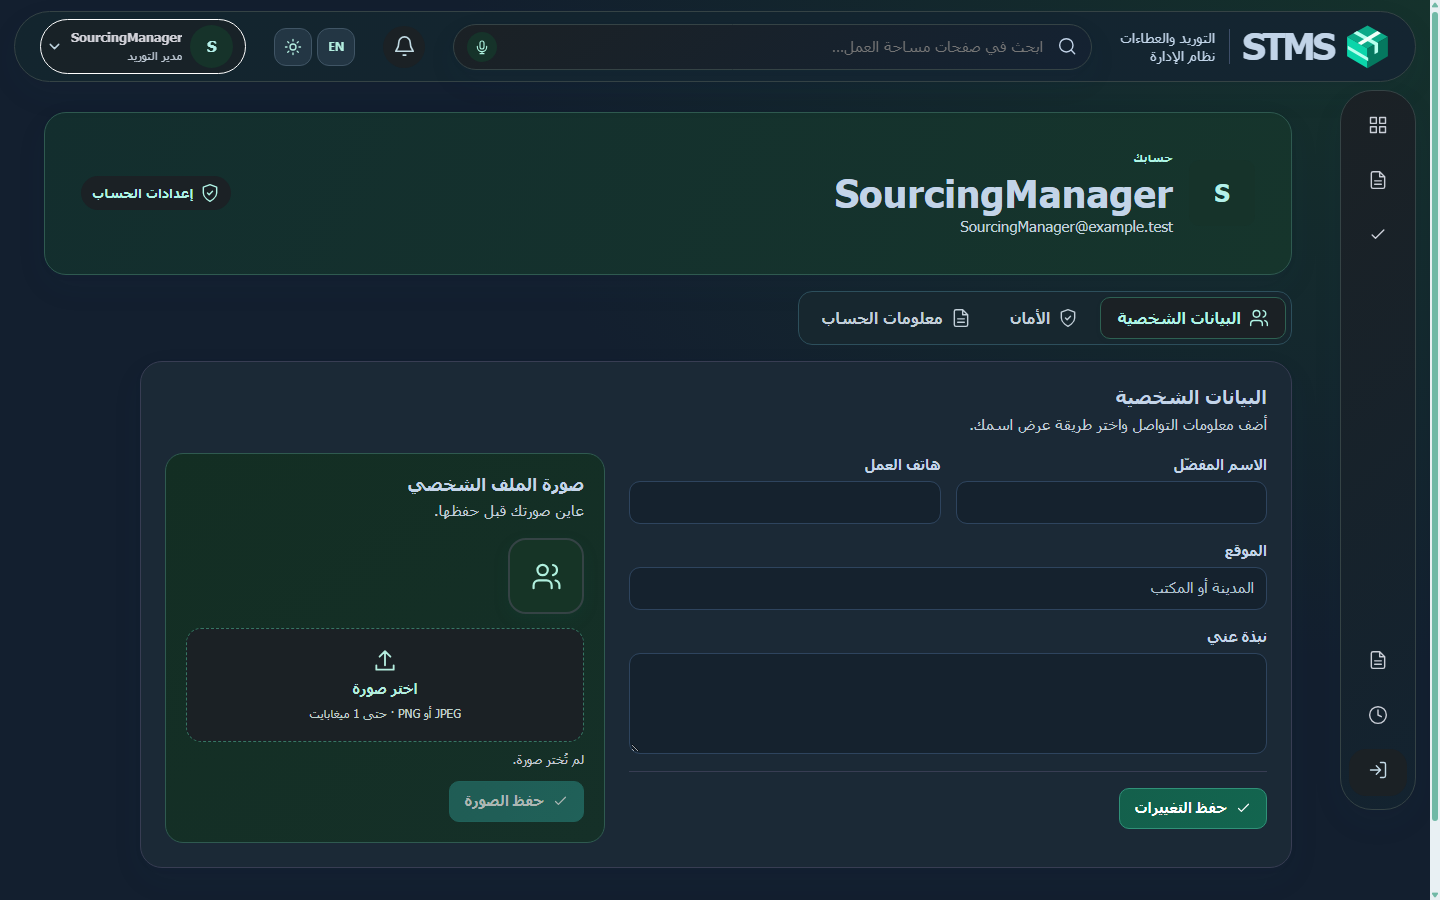 STMS
التوريد والعطاءات
نظام الإدارة
ابحث في صفحات مساحة العمل...
EN
S
SourcingManager
مدير التوريد
حسابك
S
SourcingManager
SourcingManager@example.test
إعدادات الحساب
البيانات الشخصية
الأمان
معلومات الحساب
البيانات الشخصية
أضف معلومات التواصل واختر طريقة عرض اسمك.
الاسم المفضّل
هاتف العمل
الموقع
المدينة أو المكتب
نبذة عني
حفظ التغييرات
صورة الملف الشخصي
عاين صورتك قبل حفظها.
اختر صورة
JPEG أو PNG · حتى 1 ميغابايت
لم تُختر صورة.
حفظ الصورة